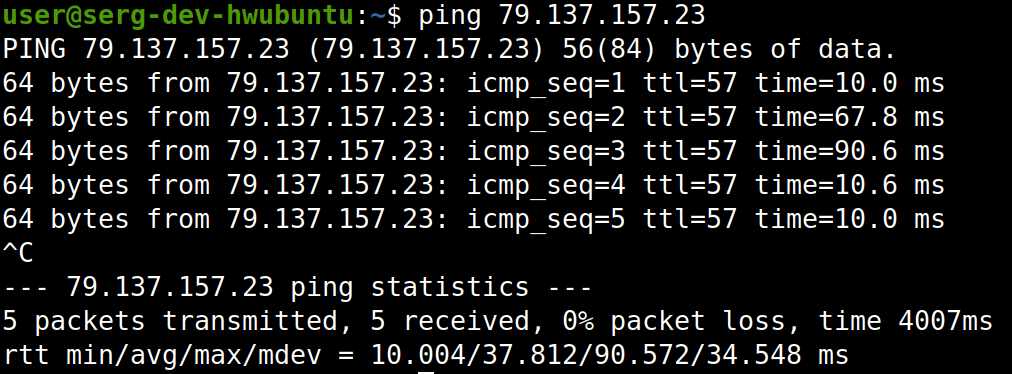 user@serg-dev-hwubuntu:~$ ping 79.137.157.23
PING 79.137.157.23 (79.137.157.23) 56(84) bytes of data.
64 bytes from 79.137.157.23: icmp_seq=1 ttl=57 time=10.0 ms
64 bytes from 79.137.157.23: icmp_seq=2 ttl=57 time=67.8 ms
64 bytes from 79.137.157.23: icmp_seq=3 ttl=57 time=90.6 ms
64 bytes from 79.137.157.23: icmp_seq=4 ttl=57 time=10.6 ms
64 bytes from 79.137.157.23: icmp_seq=5 ttl=57 time=10.0 ms
^C
--- 79.137.157.23 ping statistics ---
5 packets transmitted, 5 received, 0% packet loss, time 4007ms
rtt min/avg/max/mdev = 10.004/37.812/90.572/34.548 ms